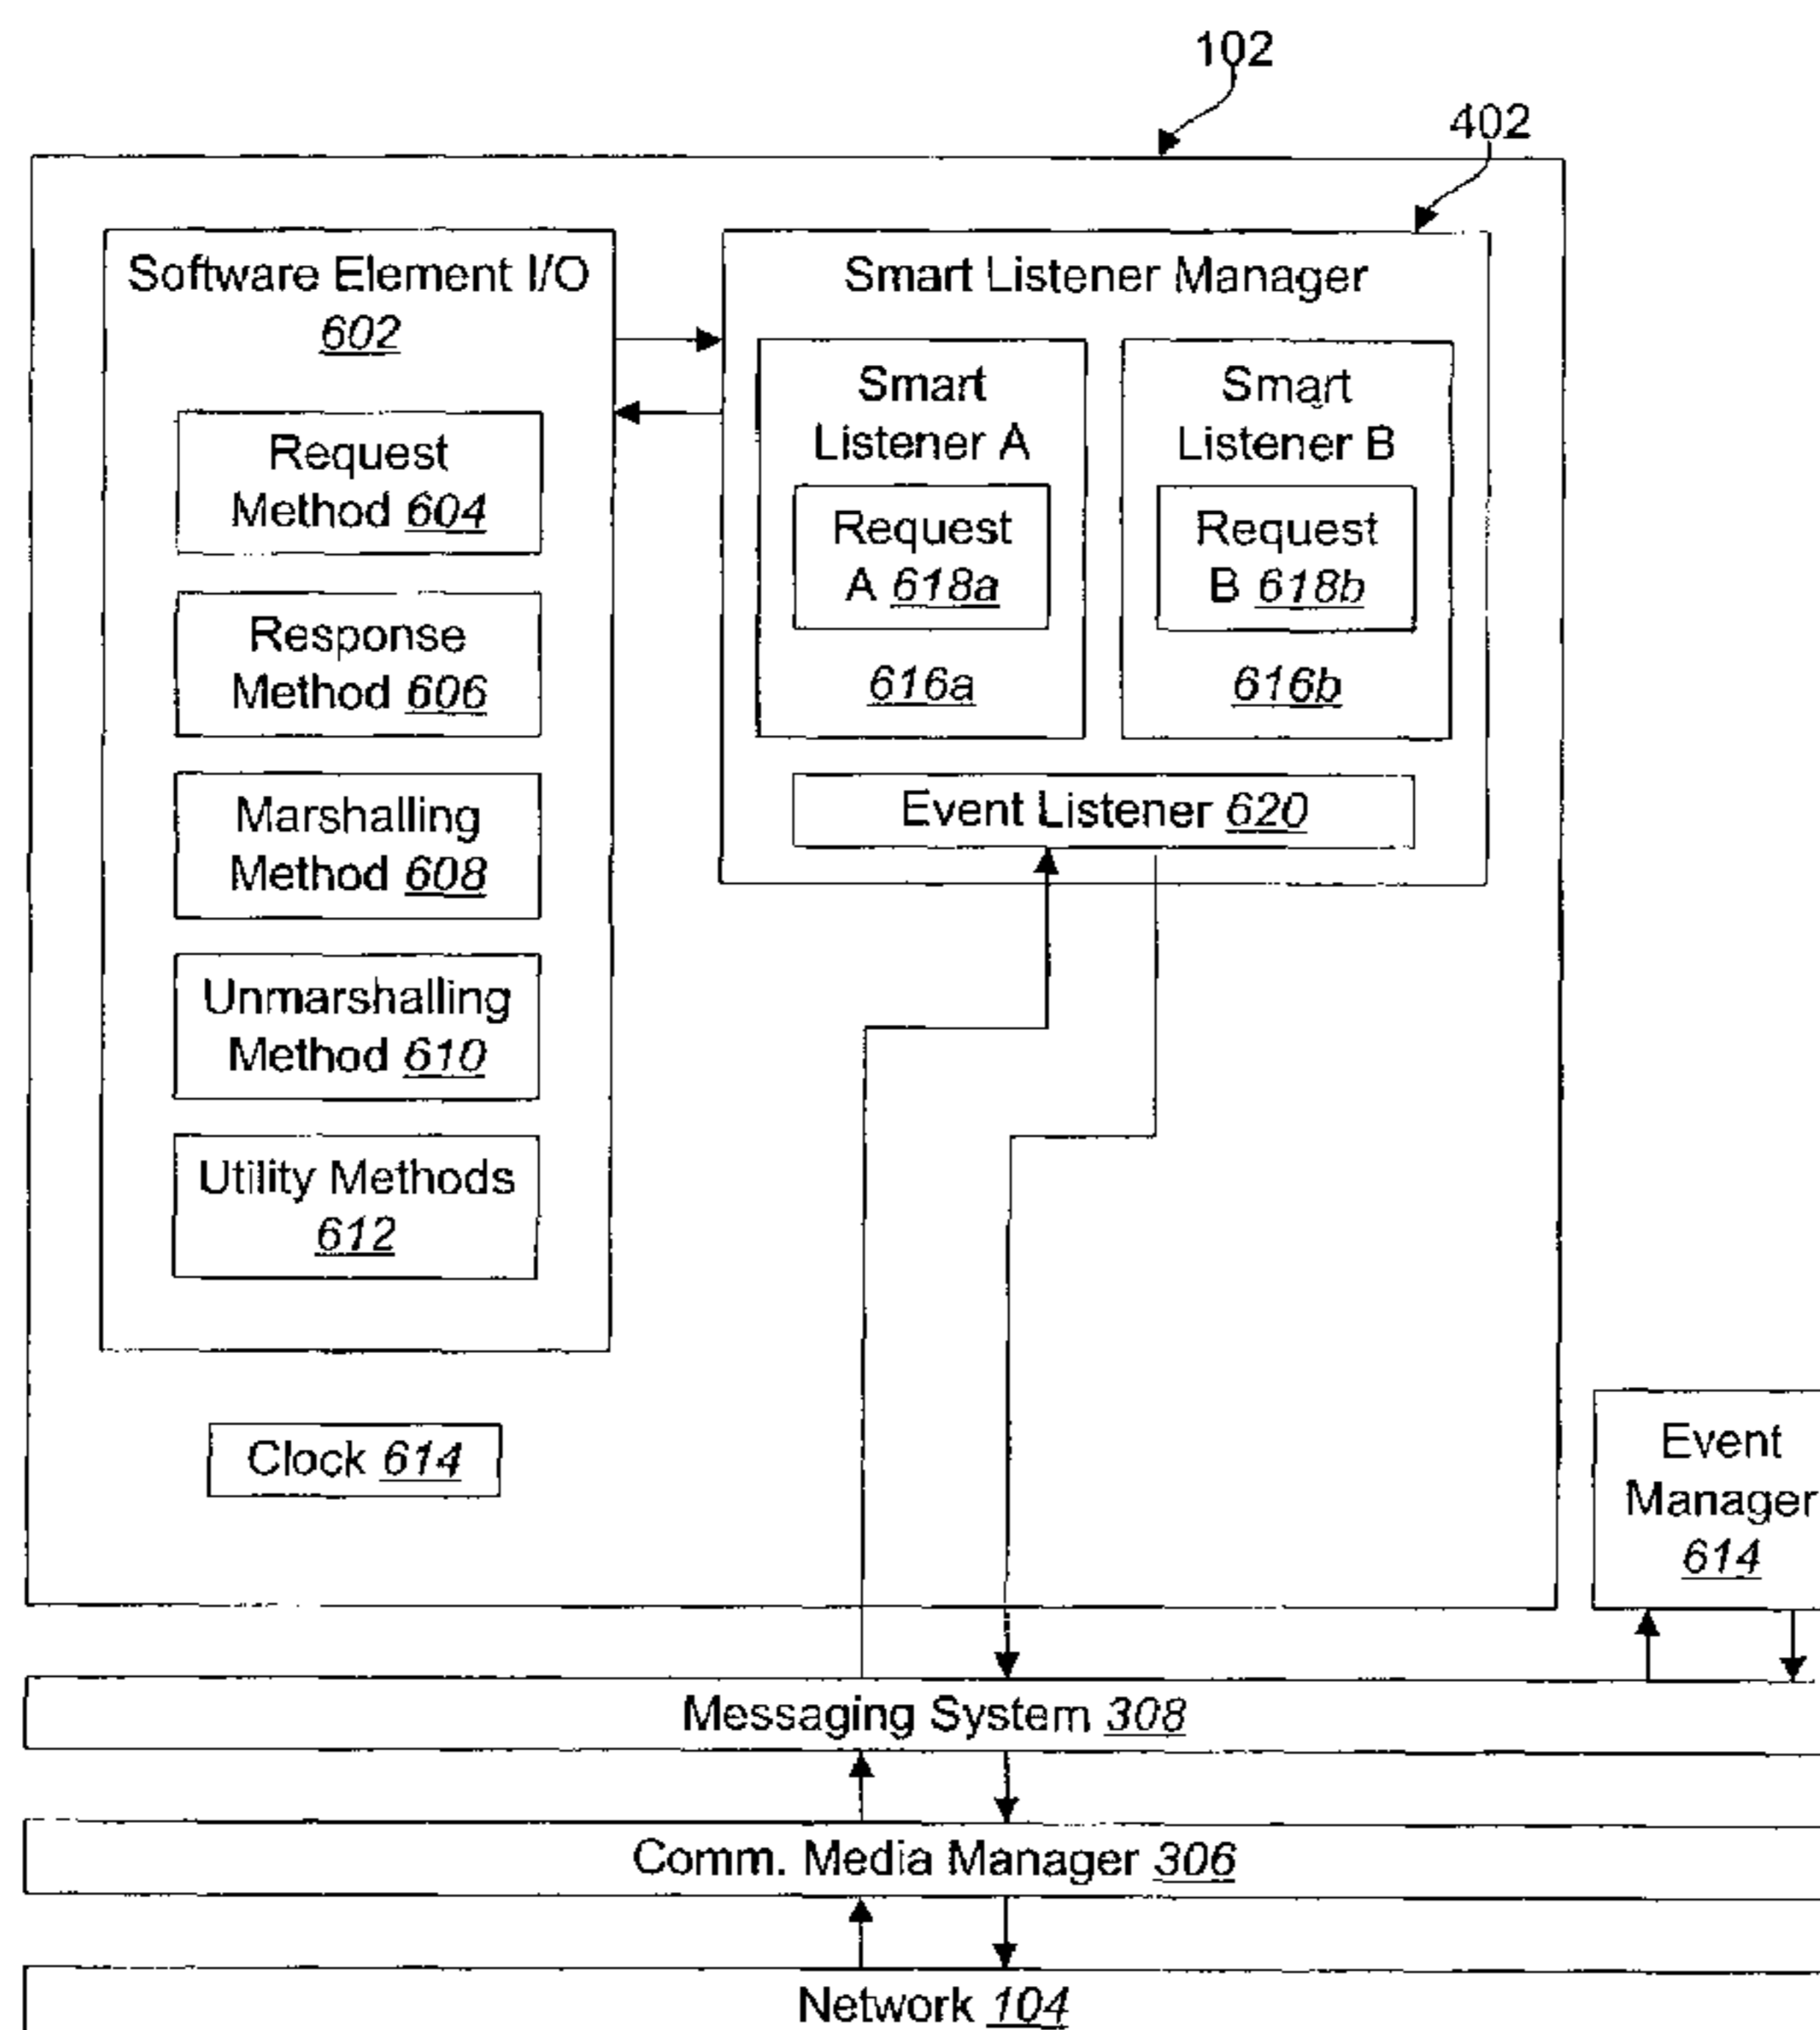 102
402
Software Element I/O
602
Request
Method 604
Response
Method 606
Marshalling
Method 608
Unmarshalling
Method 610
Utility Methods
612
Clock 614
Smart Listener Manager
Smart
Listener A
Request
A 618a
616a
Smart
Listener B
Request
B 618b
616b
Event Listener 620
Event
Manager
614
Messaging System 308
Comm. Media Manager 306
Network 104